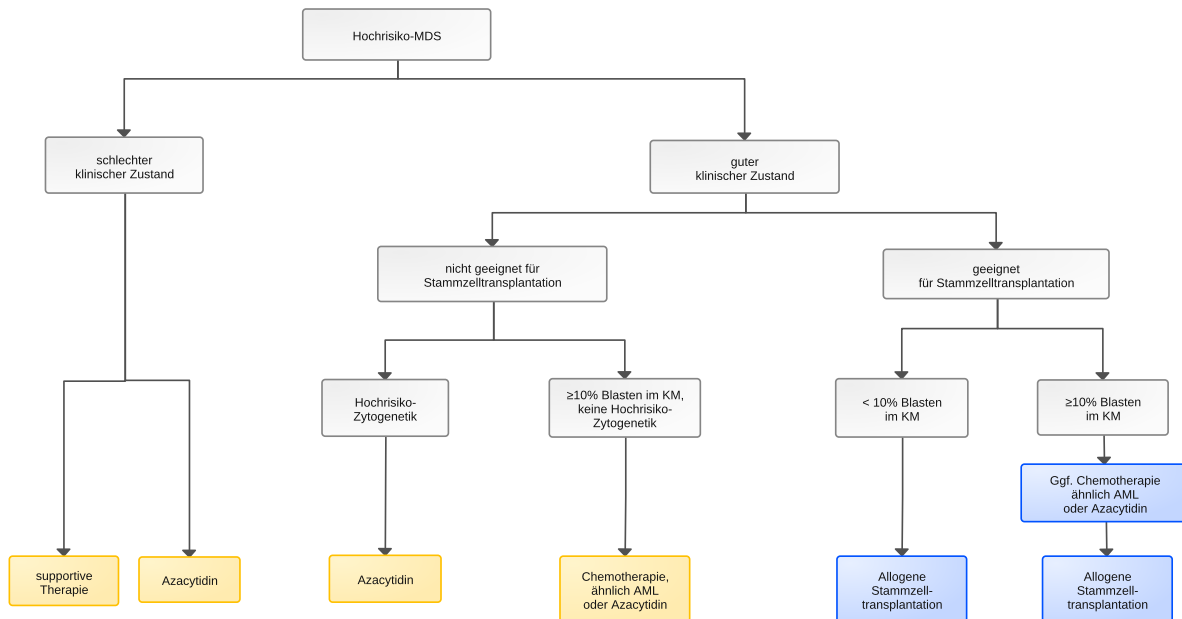 Hochrisiko-MDS
schlechter
klinischer Zustand
guter
klinischer Zustand
nicht geeignet für
Stammzelltransplantation
geeignet
für Stammzelltransplantation
Hochrisiko-
Zytogenetik
≥10% Blasten im KM,
keine Hochrisiko-
Zytogenetik
< 10% Blasten
im KM
≥10% Blasten
im KM
Ggf. Chemotherapie
ähnlich AML
oder Azacytidin
supportive
Therapie
Azacytidin
Azacytidin
Chemotherapie,
ähnlich AML
oder Azacytidin
Allogene
Stammzell-
transplantation
Allogene
Stammzell-
transplantation